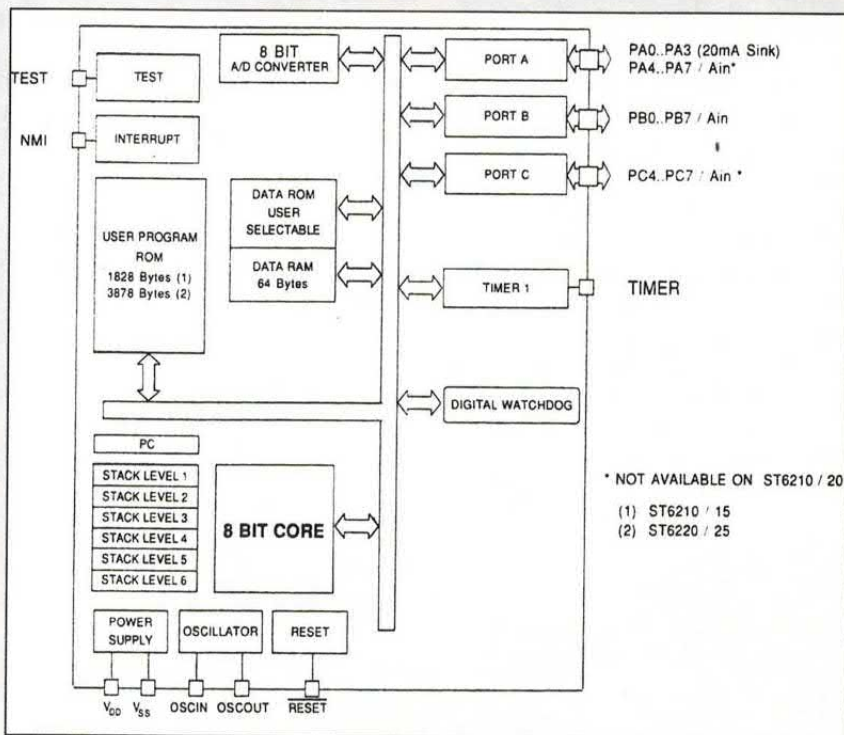 TEST
NMI
TEST
INTERRUPT
8 BIT
A/D CONVERTER
PORT A
PORT B
PORT C
PA0..PA3 (20mA Sink)
PA4..PA7 / Ain*
PB0..PB7 / Ain
PC4..PC7 / Ain *
USER PROGRAM
ROM
1828 Bytes (1)
3878 Bytes (2)
DATA ROM
USER
SELECTABLE
DATA RAM
64 Bytes
TIMER 1
TIMER
DIGITAL WATCHDOG
PC
STACK LEVEL 1
STACK LEVEL 2
STACK LEVEL 3
STACK LEVEL 4
STACK LEVEL 5
STACK LEVEL 6
8 BIT CORE
* NOT AVAILABLE ON ST6210 / 20
(1) ST6210 / 15
(2) ST6220 / 25
POWER
SUPPLY
OSCILLATOR
RESET
VDD VSS OSCIN OSCOUT RESET